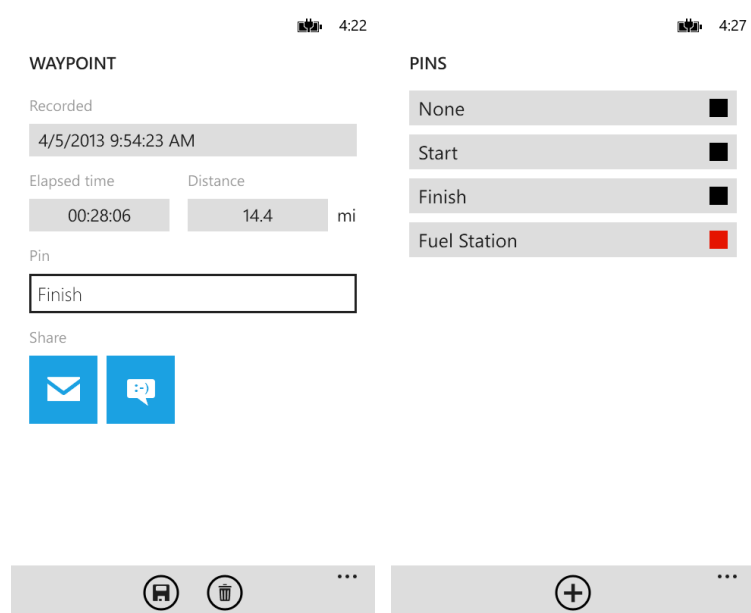 4:22
WAYPOINT
Recorded
4/5/2013 9:54:23 AM
Elapsed time Distance
00:28:06 14.4 mi
Pin
Finish
Share
:-)
4:27
PINS
None
Start
Finish
Fuel Station